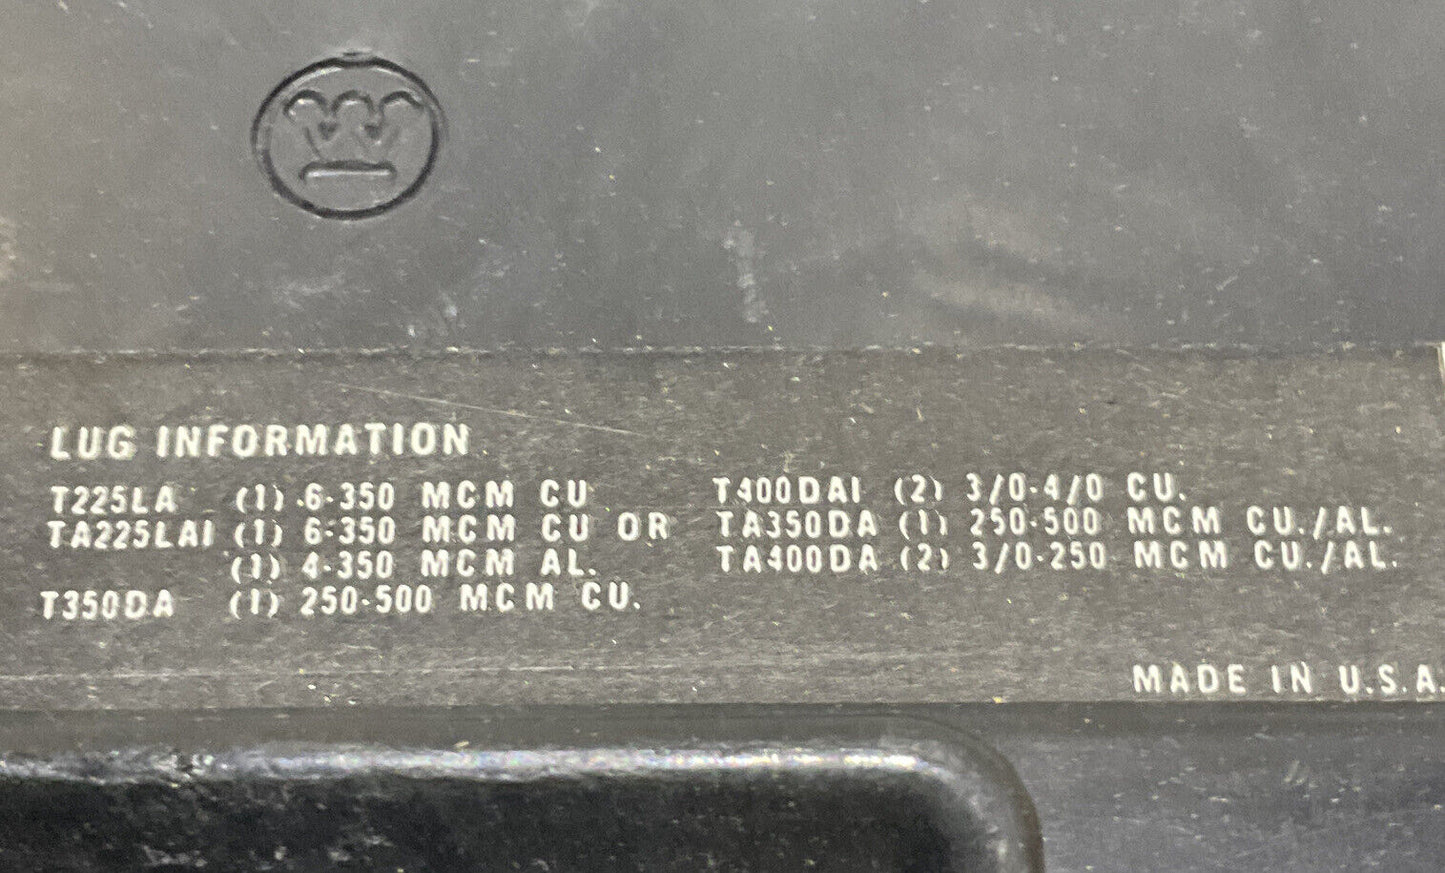 LUG INFORMATION
T225LA (1) 6-350 MCM CU
TA225LA1 (1) 6-350 MCM CU OR
(1) 4-350 MCM AL.
T350DA (1) 250-500 MCM CU.
T400DA1 (2) 3/0-4/0 CU.
TA350DA (1) 250-500 MCM CU./AL.
TA400DA (2) 3/0-250 MCM CU./AL.
MADE IN U.S.A.